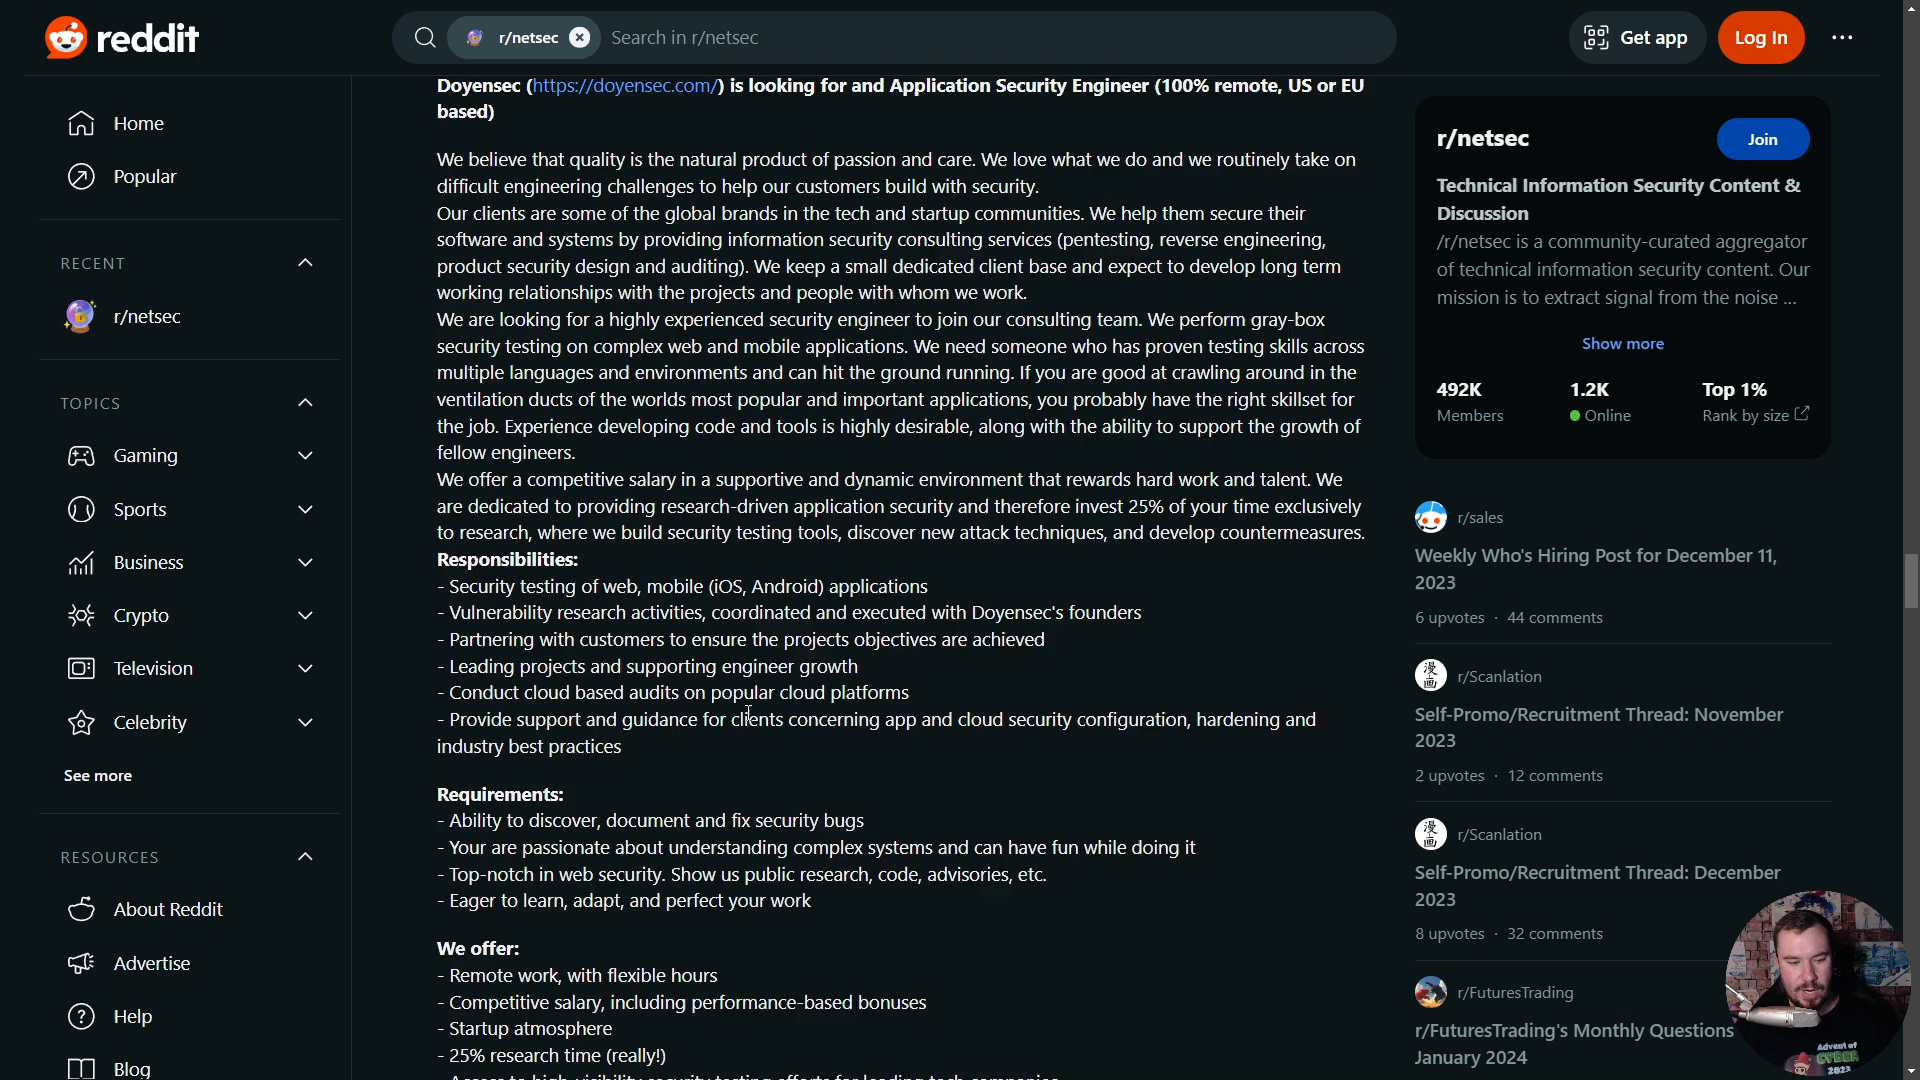 reddit
r/netsec
Search in r/netsec
Get app
Log In
Home
Popular
RECENT
r/netsec
TOPICS
Gaming
Sports
Business
Crypto
Television
Celebrity
See more
RESOURCES
About Reddit
Advertise
Help
Blog
Doyensec (https://doyensec.com/) is looking for and Application Security Engineer (100% remote, US or EU
based)
We believe that quality is the natural product of passion and care. We love what we do and we routinely take on
difficult engineering challenges to help our customers build with security.
Our clients are some of the global brands in the tech and startup communities. We help them secure their
software and systems by providing information security consulting services (pentesting, reverse engineering,
product security design and auditing). We keep a small dedicated client base and expect to develop long term
working relationships with the projects and people with whom we work.
We are looking for a highly experienced security engineer to join our consulting team. We perform gray-box
security testing on complex web and mobile applications. We need someone who has proven testing skills across
multiple languages and environments and can hit the ground running. If you are good at crawling around in the
ventilation ducts of the worlds most popular and important applications, you probably have the right skillset for
the job. Experience developing code and tools is highly desirable, along with the ability to support the growth of
fellow engineers.
We offer a competitive salary in a supportive and dynamic environment that rewards hard work and talent. We
are dedicated to providing research-driven application security and therefore invest 25% of your time exclusively
to research, where we build security testing tools, discover new attack techniques, and develop countermeasures.
Responsibilities:
- Security testing of web, mobile (iOS, Android) applications
- Vulnerability research activities, coordinated and executed with Doyensec's founders
- Partnering with customers to ensure the projects objectives are achieved
- Leading projects and supporting engineer growth
- Conduct cloud based audits on popular cloud platforms
- Provide support and guidance for clients concerning app and cloud security configuration, hardening and
industry best practices
Requirements:
- Ability to discover, document and fix security bugs
- Your are passionate about understanding complex systems and can have fun while doing it
- Top-notch in web security. Show us public research, code, advisories, etc.
- Eager to learn, adapt, and perfect your work
We offer:
- Remote work, with flexible hours
- Competitive salary, including performance-based bonuses
- Startup atmosphere
- 25% research time (really!)
- Access to high-visibility security testing efforts for leading tech companies
r/netsec
Join
Technical Information Security Content &
Discussion
/r/netsec is a community-curated aggregator
of technical information security content. Our
mission is to extract signal from the noise ...
Show more
492K 1.2K Top 1%
Members Online Rank by size
r/sales
Weekly Who's Hiring Post for December 11,
2023
6 upvotes · 44 comments
漫画
r/Scanlation
Self-Promo/Recruitment Thread: November
2023
2 upvotes · 12 comments
漫画
r/Scanlation
Self-Promo/Recruitment Thread: December
2023
8 upvotes · 32 comments
r/FuturesTrading
r/FuturesTrading's Monthly Questions
January 2024
Advent of
CYBER
2023